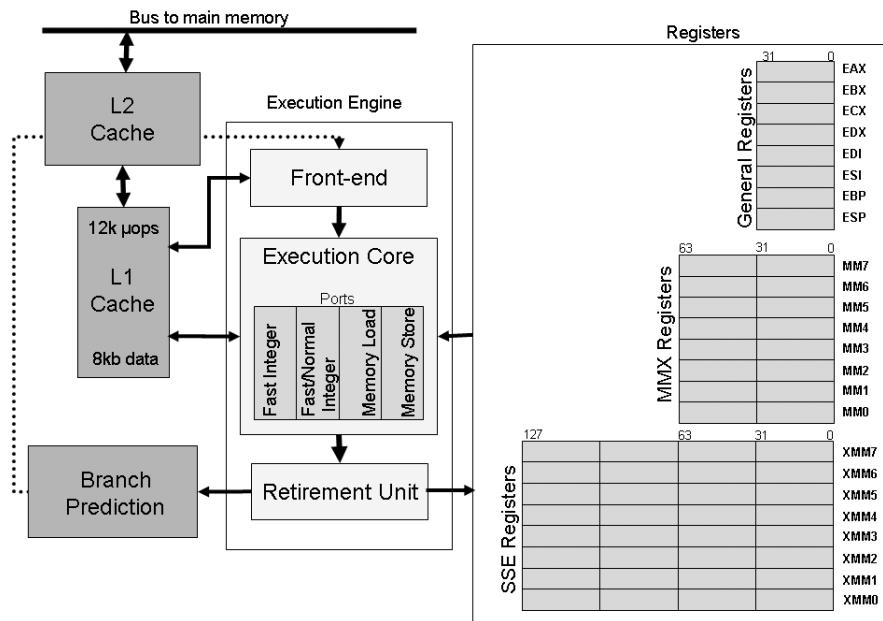 Bus to main memory
L2
Cache
12k µops
L1
Cache
8kb data
Branch
Prediction
Execution Engine
Front-end
Execution Core
Ports
Fast Integer
Fast/Normal
Integer
Memory Load
Memory Store
Retirement Unit
Registers
General Registers
31 0
EAX
EBX
ECX
EDX
EDI
ESI
EBP
ESP
MMX Registers
63 31 0
MM7
MM6
MM5
MM4
MM3
MM2
MM1
MM0
SSE Registers
127 63 31 0
XMM7
XMM6
XMM5
XMM4
XMM3
XMM2
XMM1
XMM0